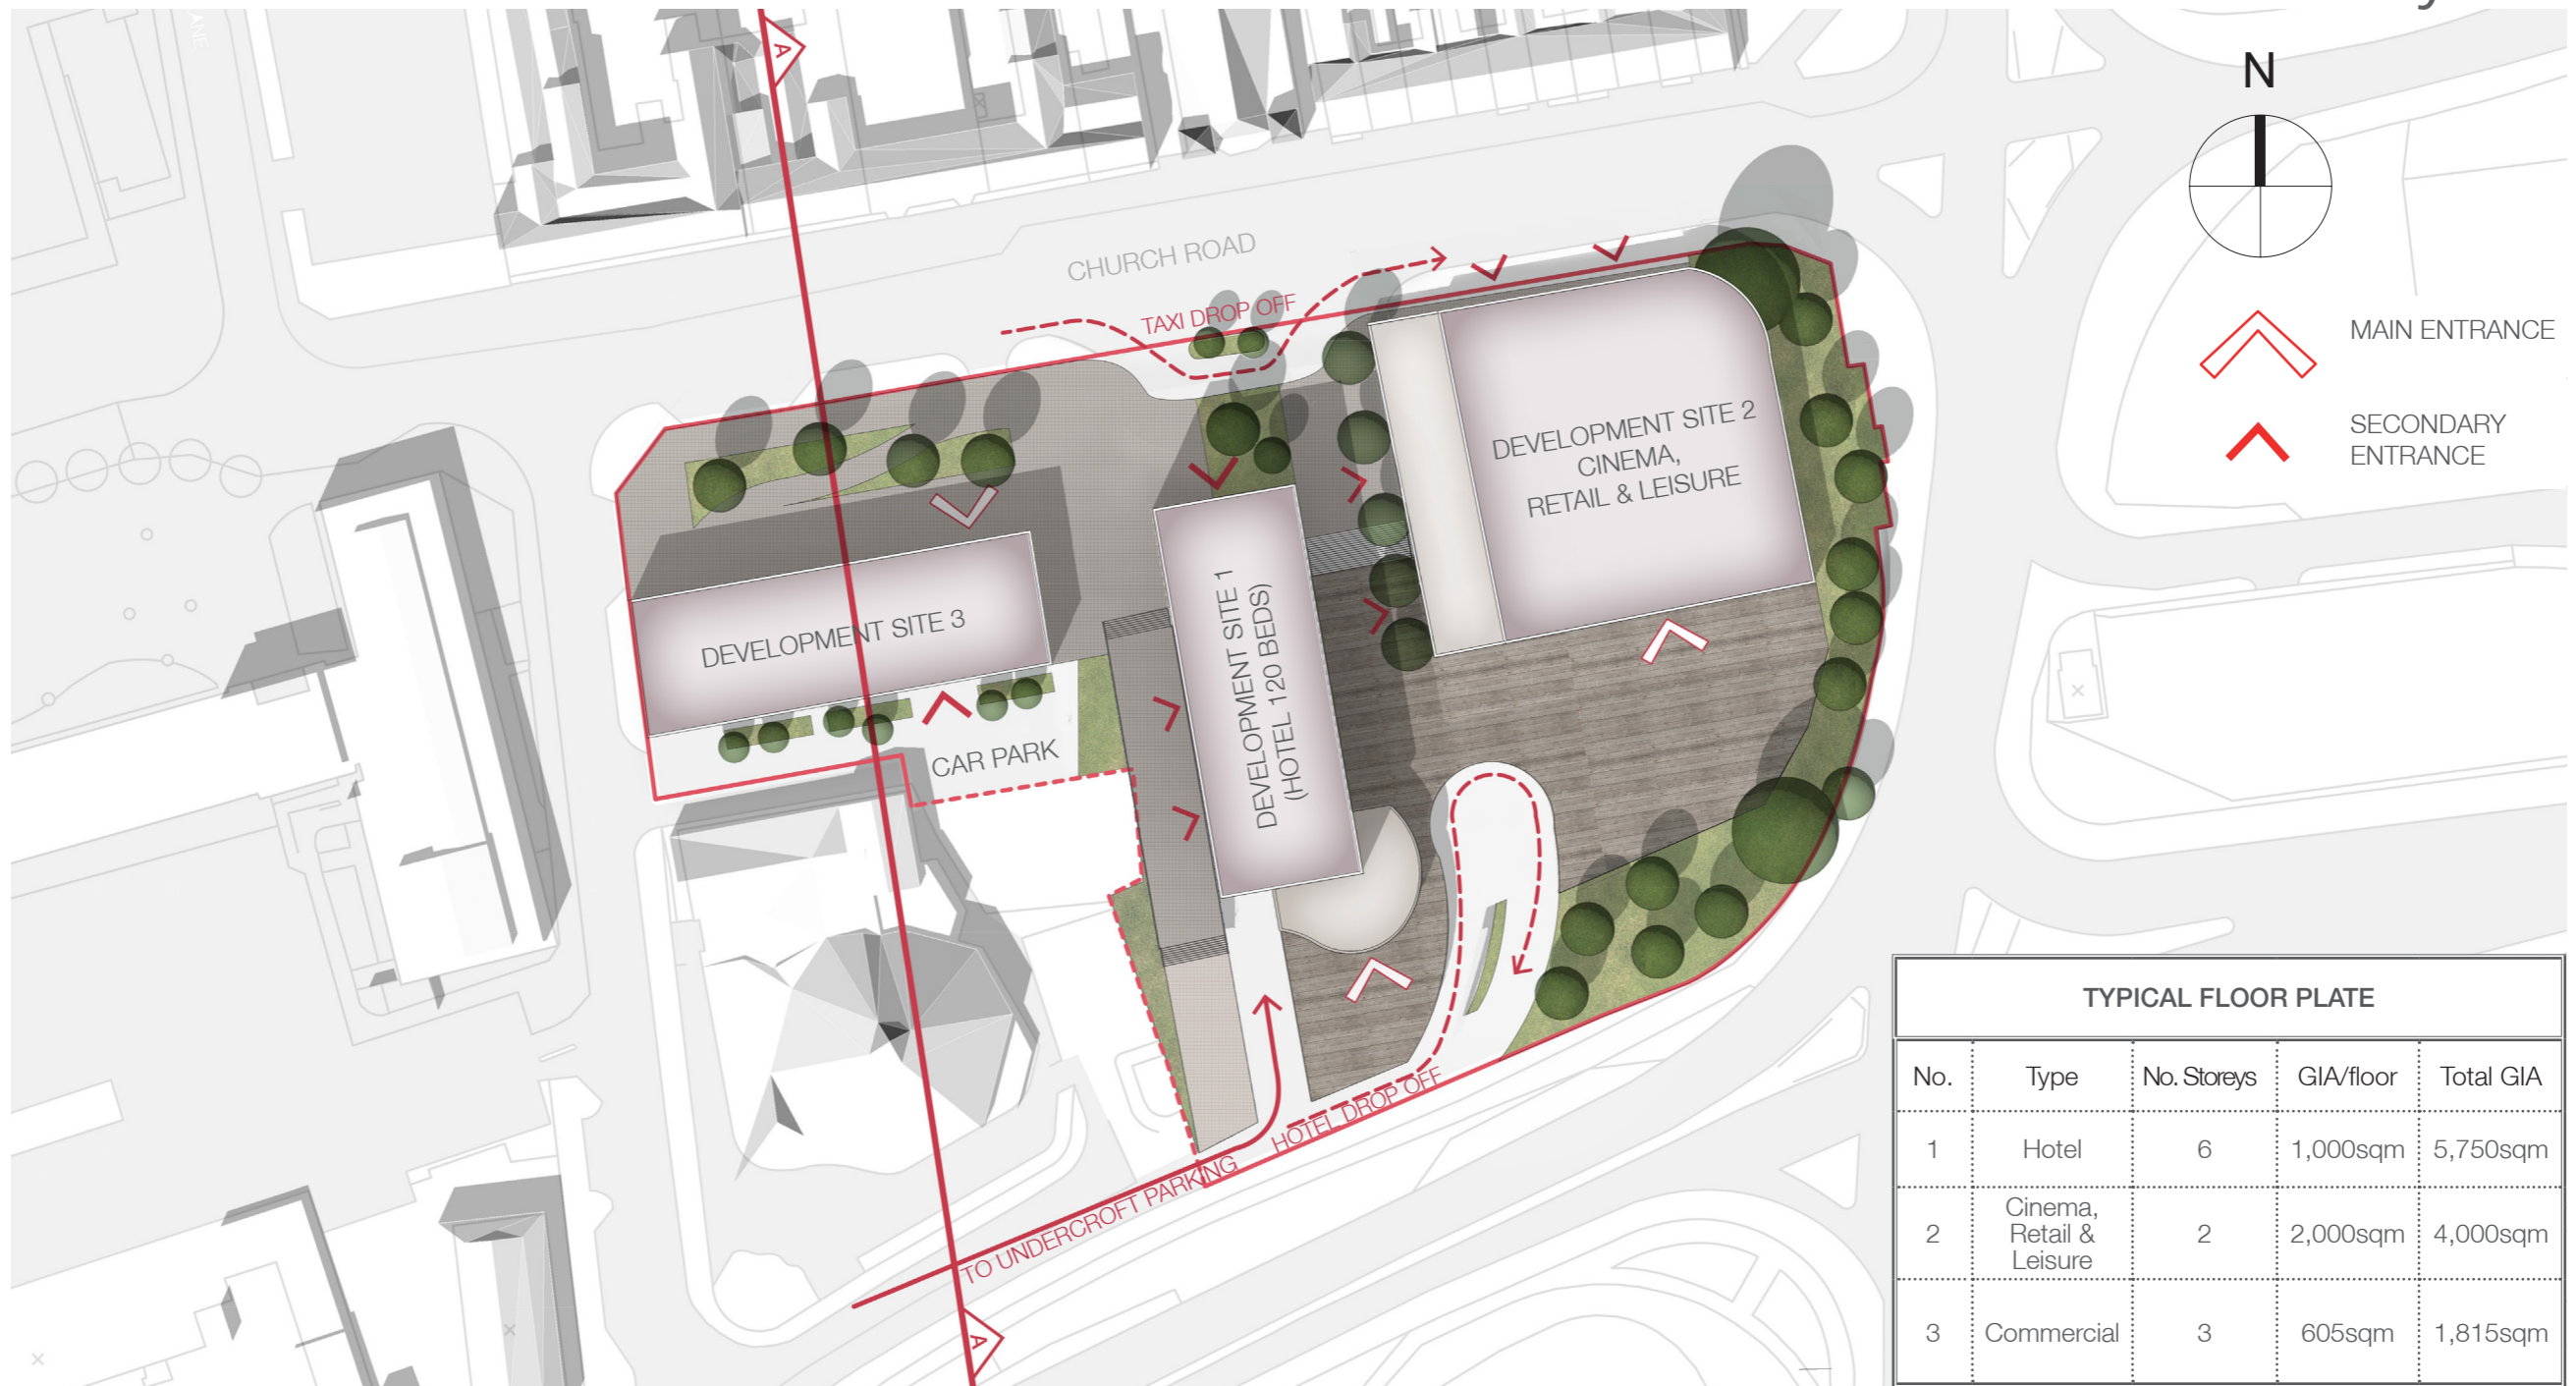 LANE
A
N
CHURCH ROAD
TAXI DROP OFF
MAIN ENTRANCE
SECONDARY
ENTRANCE
DEVELOPMENT SITE 2
CINEMA,
RETAIL & LEISURE
DEVELOPMENT SITE 3
DEVELOPMENT SITE 1
(HOTEL 120 BEDS)
CAR PARK
HOTEL DROP OFF
TO UNDERCROFT PARKING
A
TYPICAL FLOOR PLATE
No. Type No. Storeys GIA/floor Total GIA
1 Hotel 6 1,000sqm 5,750sqm
2 Cinema,
Retail &
Leisure 2 2,000sqm 4,000sqm
3 Commercial 3 605sqm 1,815sqm